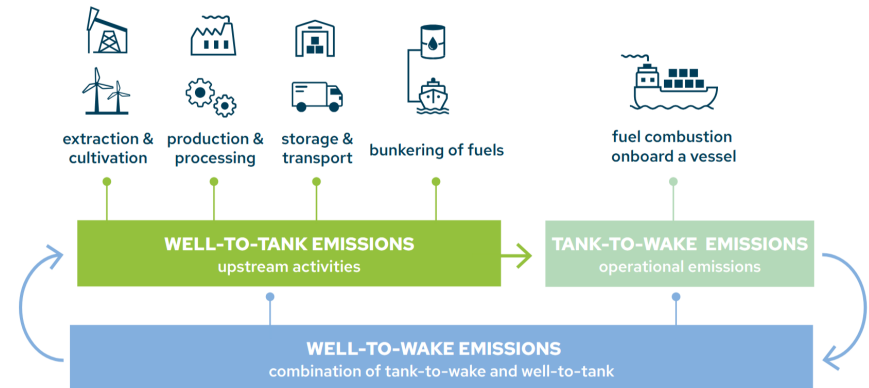 extraction &
cultivation
production &
processing
storage &
transport
bunkering of fuels
fuel combustion
onboard a vessel
WELL-TO-TANK EMISSIONS
upstream activities
TANK-TO-WAKE EMISSIONS
operational emissions
WELL-TO-WAKE EMISSIONS
combination of tank-to-wake and well-to-tank